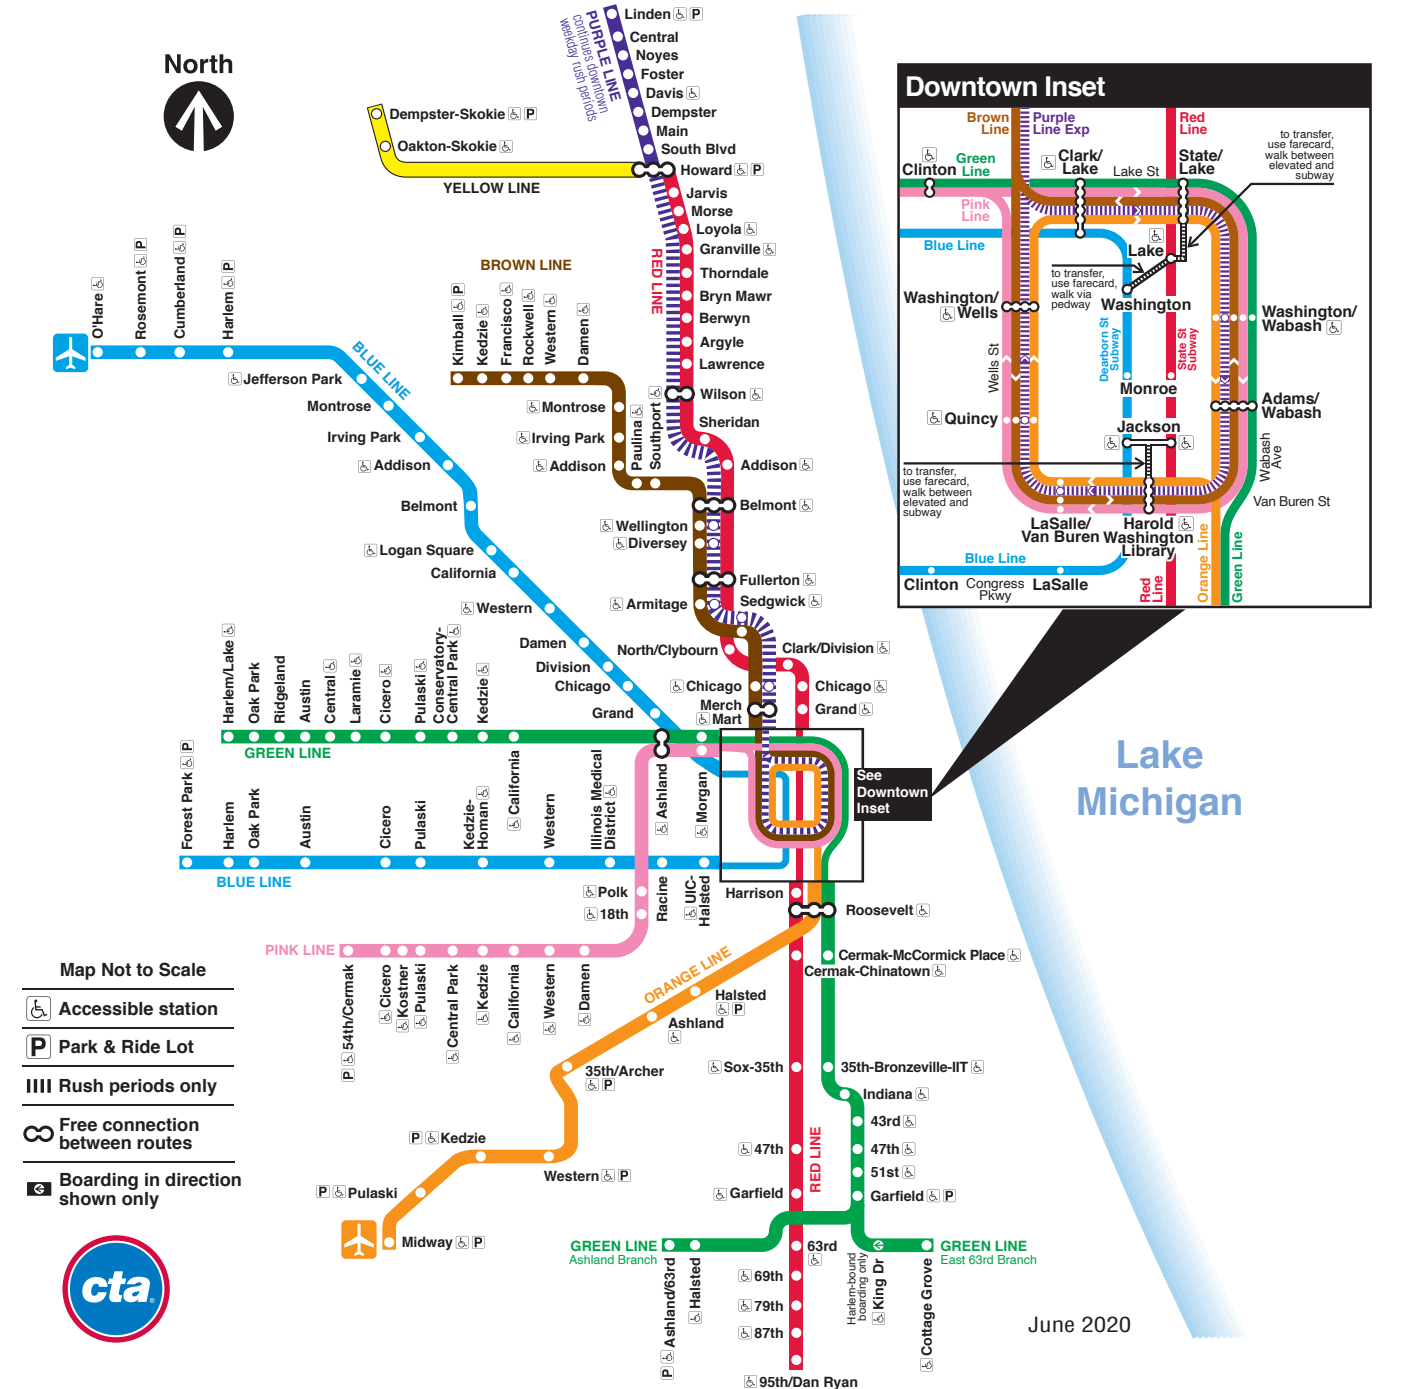 North
Linden P
Central
Noyes
Foster
Davis
Dempster
Main
South Blvd
Howard P
PURPLE LINE
continues downtown
weekday rush periods
Dempster-Skokie P
Oakton-Skokie
YELLOW LINE
Jarvis
Morse
Loyola
Granville
Thorndale
Bryn Mawr
Berwyn
Argyle
Lawrence
Wilson
Sheridan
Addison
Belmont
Fullerton
RED LINE
BROWN LINE
Kimball P
Kedzie
Francisco
Rockwell
Western
Damen
Montrose
Irving Park
Addison
Paulina
Southport
Wellington
Diversey
Armitage
Sedgwick
North/Clybourn
Clark/Division
Chicago
Chicago
Merch
Mart
Grand
O'Hare
Rosemont P
Cumberland P
Harlem P
BLUE LINE
Jefferson Park
Montrose
Irving Park
Addison
Belmont
Logan Square
California
Western
Damen
Division
Chicago
Grand
Harlem/Lake
Oak Park
Ridgeland
Austin
Central
Laramie
Cicero
Pulaski
Conservatory-
Central Park
Kedzie
California
GREEN LINE
Ashland
Morgan
Forest Park P
Harlem
Oak Park
Austin
Cicero
Pulaski
Kedzie-
Homan
Western
Illinois Medical
District
Racine
UIC-
Halsted
BLUE LINE
Polk
18th
PINK LINE
P 54th/Cermak
Cicero
Kostner
Pulaski
Central Park
Kedzie
California
Western
Damen
See
Downtown
Inset
Harrison
Roosevelt
Cermak-McCormick Place
Cermak-Chinatown
ORANGE LINE
Halsted
P
Ashland
35th/Archer
P
P Kedzie
Western P
P Pulaski
Midway P
Sox-35th
35th-Bronzeville-IIT
Indiana
43rd
47th
47th
51st
Garfield
Garfield P
RED LINE
GREEN LINE
Ashland Branch
63rd
GREEN LINE
East 63rd Branch
P Ashland/63rd
Halsted
Harlem-bound
boarding only
King Dr
Cottage Grove
69th
79th
87th
95th/Dan Ryan
Downtown Inset
Brown
Line
Purple
Line Exp
Red
Line
to transfer,
use farecard,
walk between
elevated and
subway
Clinton
Green
Line
Clark/
Lake
Lake St
State/
Lake
Pink
Line
Blue Line
Lake
to transfer,
use farecard,
walk via
pedway
Washington
Washington/
Wells
Washington/
Wabash
Wells St
Dearborn St
Subway
State St
Subway
Monroe
Quincy
Adams/
Wabash
Jackson
to transfer,
use farecard,
walk between
elevated and
subway
Wabash
Ave
Van Buren St
LaSalle/
Van Buren
Harold
Washington
Library
Blue Line
Clinton
Congress
Pkwy
LaSalle
Red
Line
Orange Line
Green Line
Lake
Michigan
Map Not to Scale
Accessible station
P Park & Ride Lot
Rush periods only
Free connection
between routes
Boarding in direction
shown only
cta
June 2020